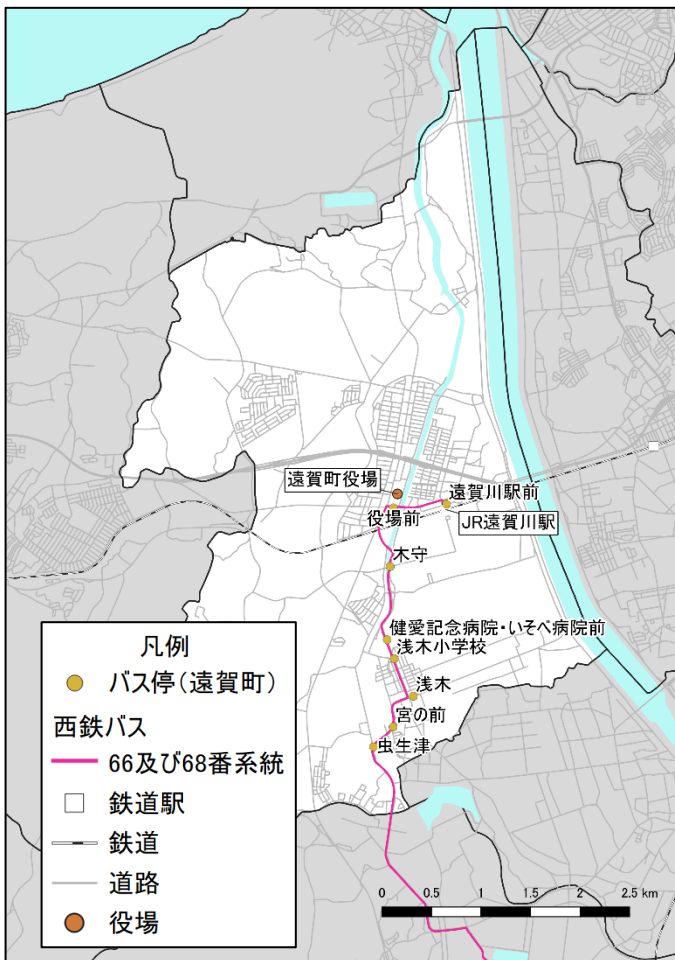 遠賀町役場
遠賀川駅前
役場前
JR遠賀川駅
木守
健愛記念病院・いそべ病院前
浅木小学校
浅木
宮の前
虫生津
凡例
バス停(遠賀町)
西鉄バス
66及び68番系統
鉄道駅
鉄道
道路
役場
0 0.5 1 1.5 2 2.5 km